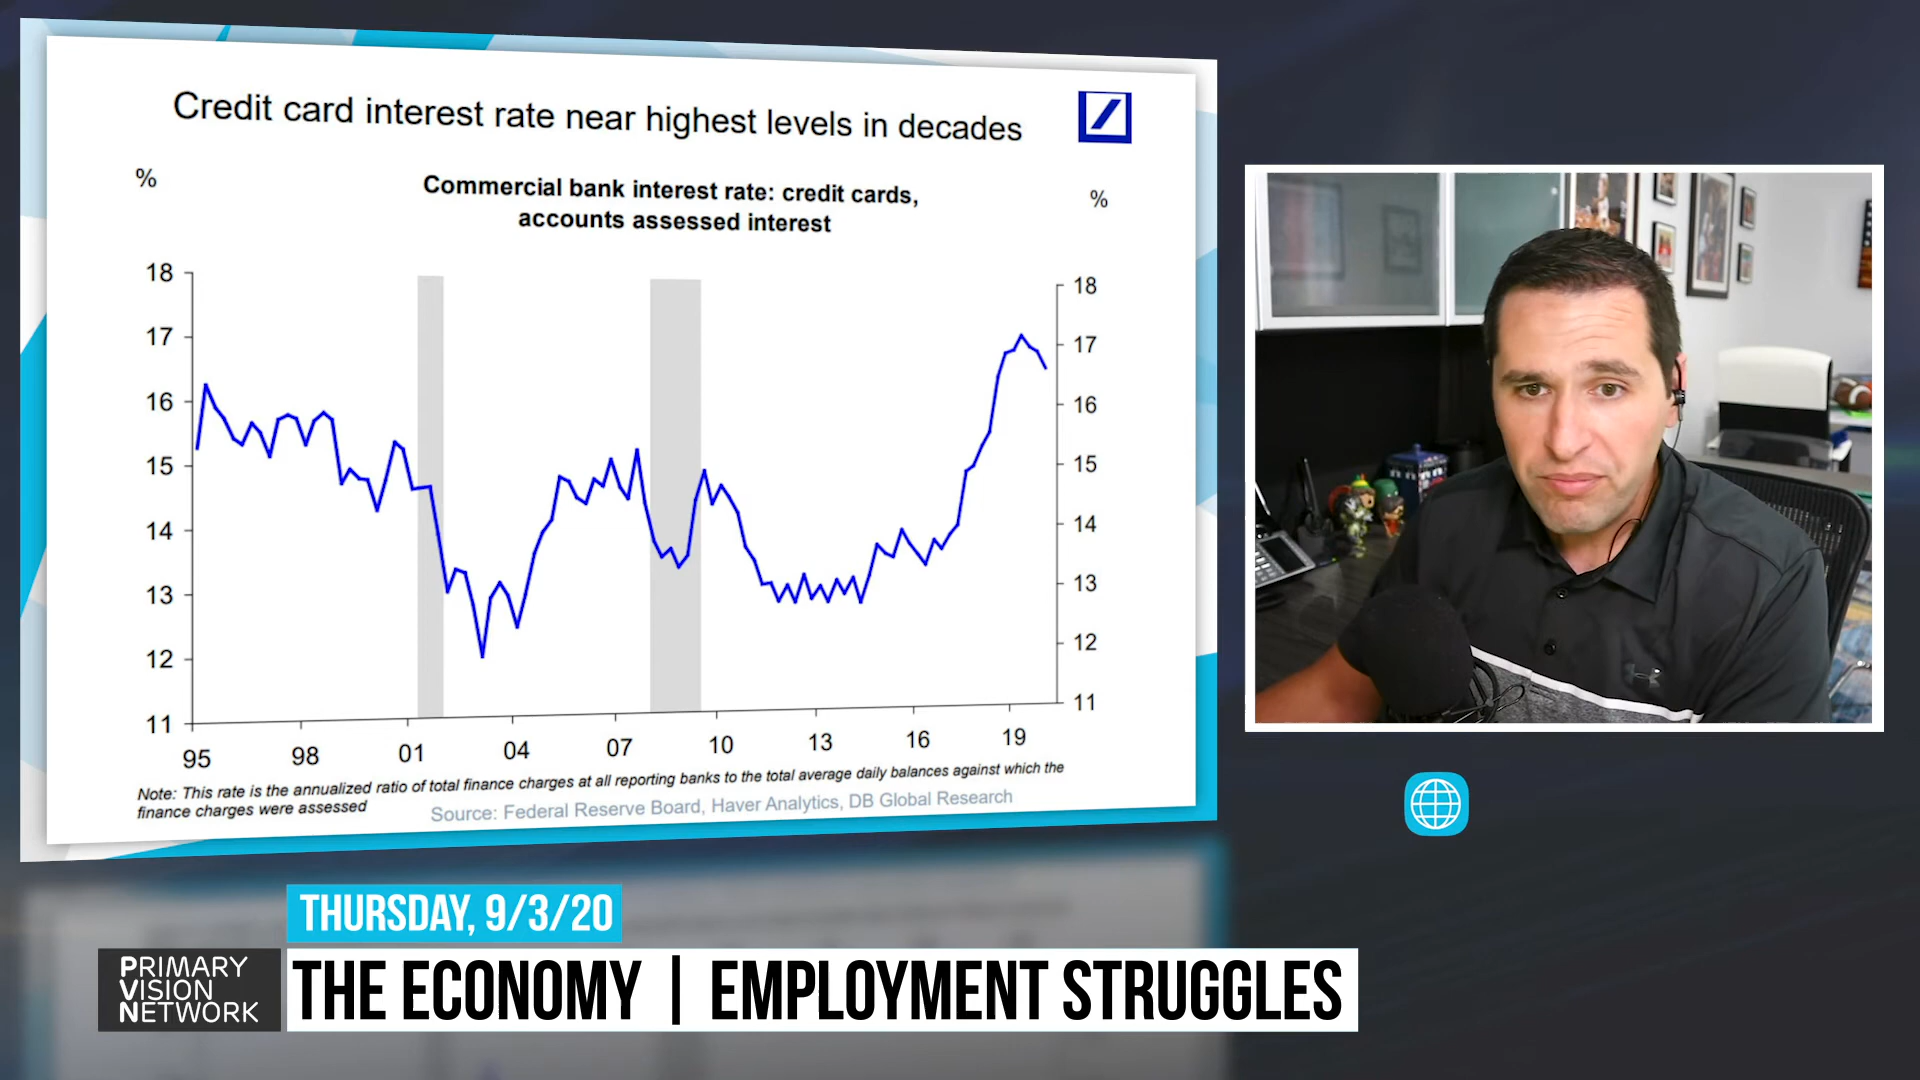 Credit card interest rate near highest levels in decades
%
%
Commercial bank interest rate: credit cards,
accounts assessed interest
18
17
16
15
14
13
12
11
18
17
16
15
14
13
12
11
95
98
01
04
07
10
13
16
19
Note: This rate is the annualized ratio of total finance charges at all reporting banks to the total average daily balances against which the
finance charges were assessed
Source: Federal Reserve Board, Haver Analytics, DB Global Research
THURSDAY, 9/3/20
PRIMARY
VISION
NETWORK
THE ECONOMY | EMPLOYMENT STRUGGLES